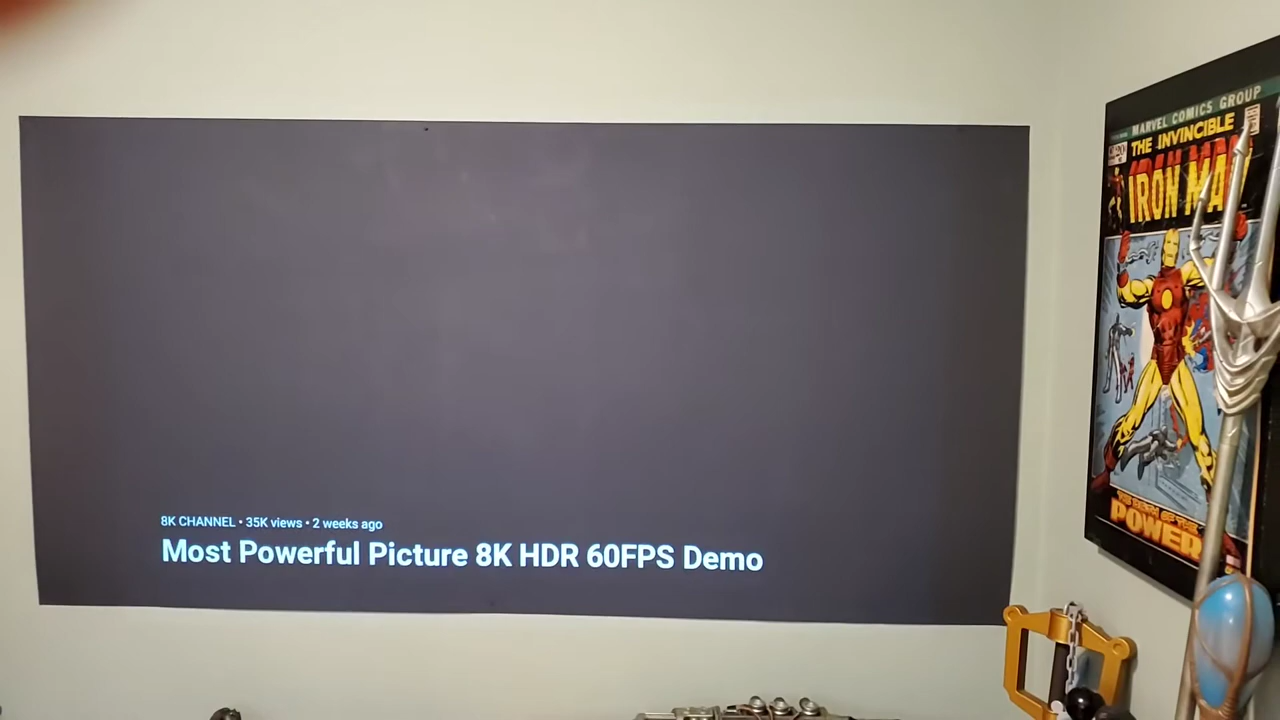 8K CHANNEL • 35K views • 2 weeks ago
Most Powerful Picture 8K HDR 60FPS Demo
MARVEL COMICS GROUP
THE INVINCIBLE
IRON MA
POWER